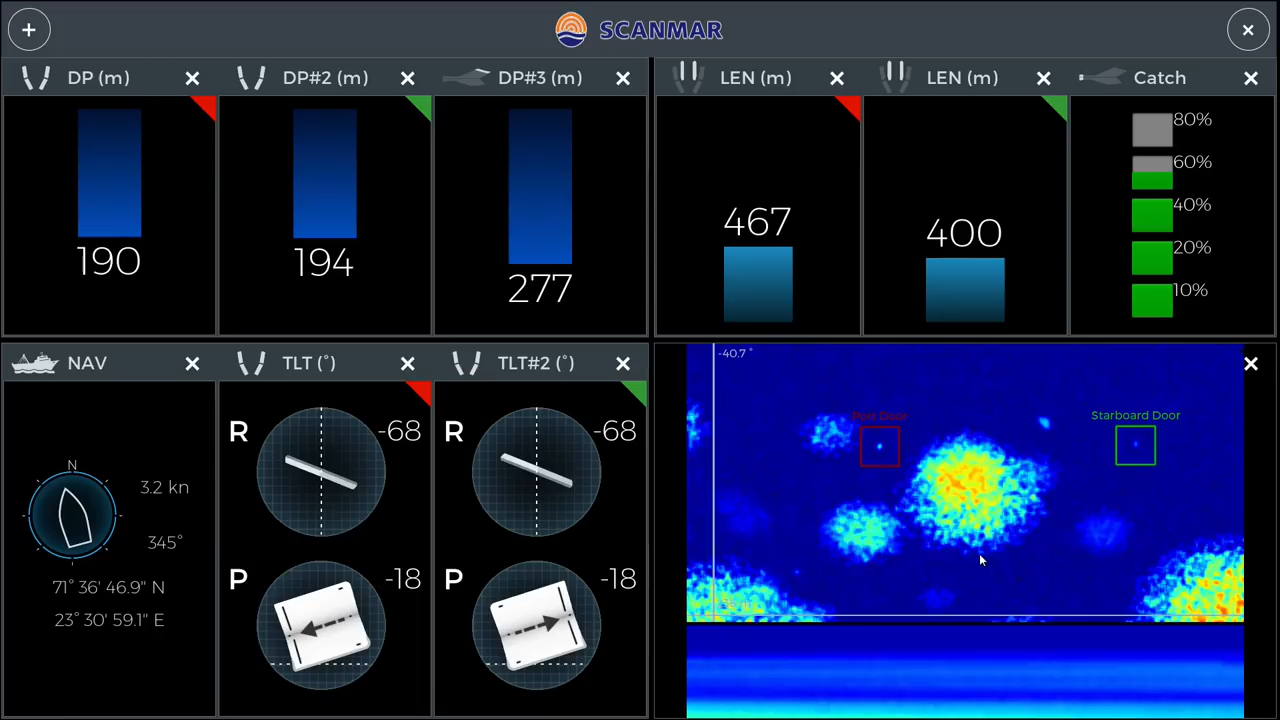 SCANMAR
DP (m)
DP#2 (m)
DP#3 (m)
LEN (m)
LEN (m)
Catch
190
194
277
467
400
80%
60%
40%
20%
10%
NAV
TLT (°)
TLT#2 (°)
N
3.2 kn
345°
71° 36' 46.9" N
23° 30' 59.1" E
R
-68
R
-68
P
-18
P
-18
-40.7 °
Port Door
Starboard Door